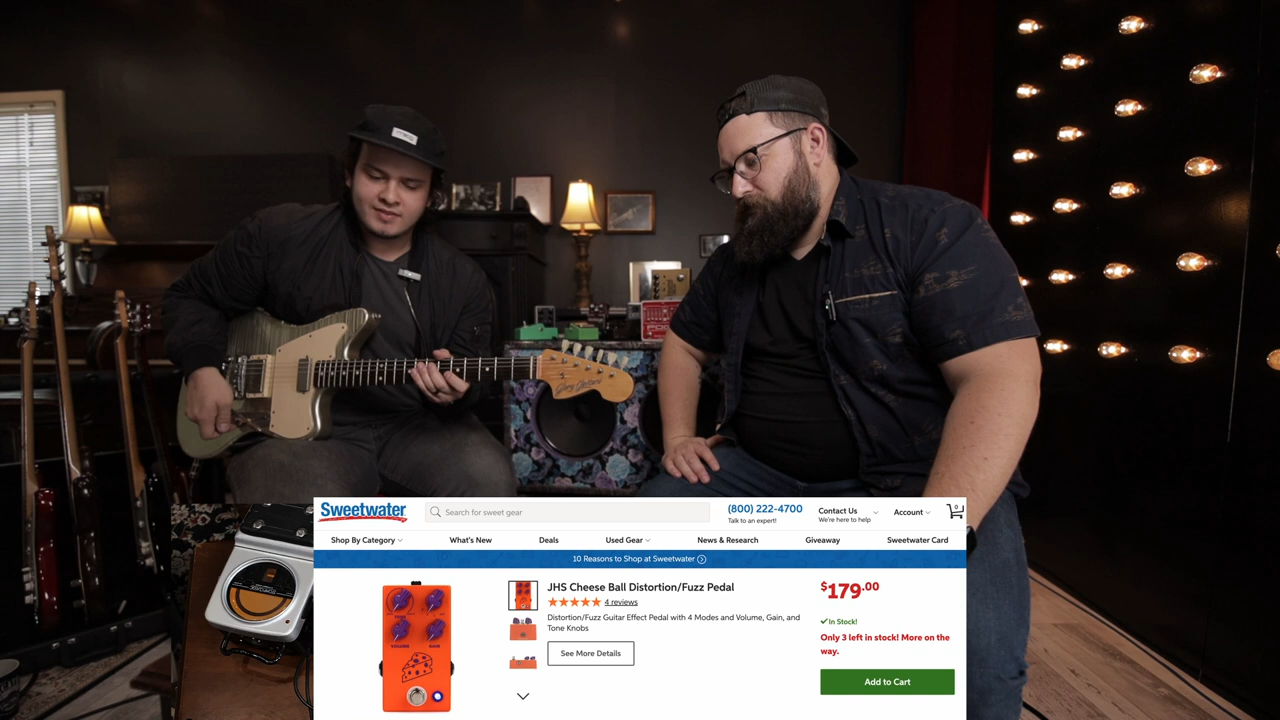 Sweetwater
Search for sweet gear
(800) 222-4700
Talk to an expert!
Contact Us
We're here to help
Account
0
Shop By Category
What's New
Deals
Used Gear
News & Research
Giveaway
Sweetwater Card
10 Reasons to Shop at Sweetwater
JHS Cheese Ball Distortion/Fuzz Pedal
4 reviews
Distortion/Fuzz Guitar Effect Pedal with 4 Modes and Volume, Gain, and
Tone Knobs
See More Details
$179.00
In Stock!
Only 3 left in stock! More on the
way.
Add to Cart
VOLUME
GAIN